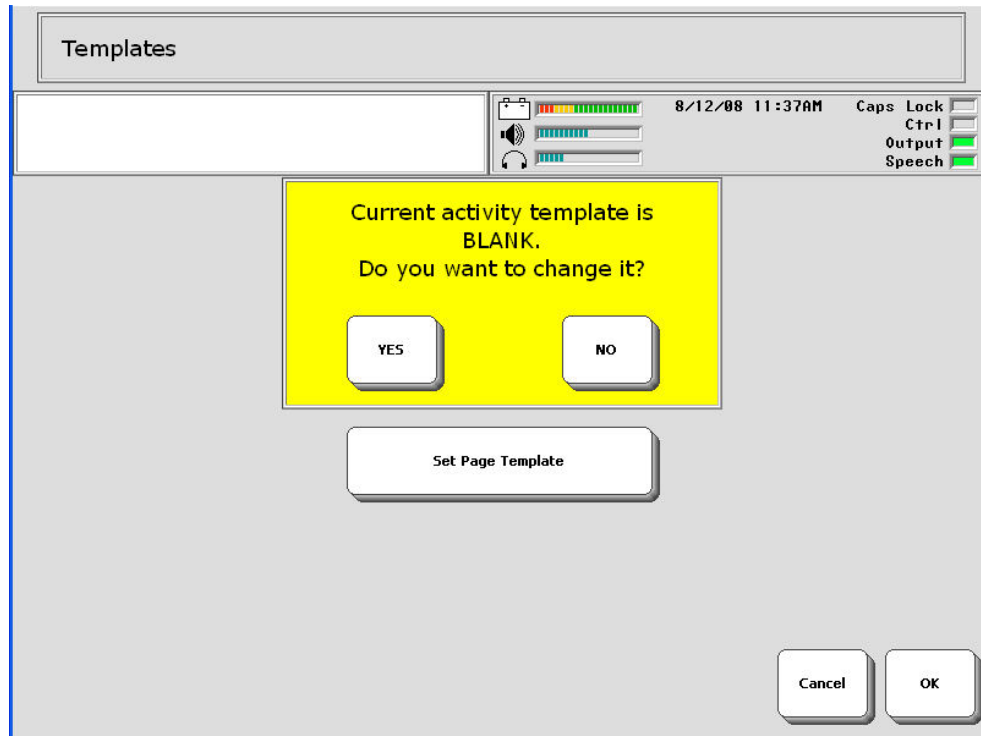 Templates
8/12/08 11:37AM
Caps Lock
Ctrl
Output
Speech
Current activity template is
BLANK.
Do you want to change it?
YES
NO
Set Page Template
Cancel
OK